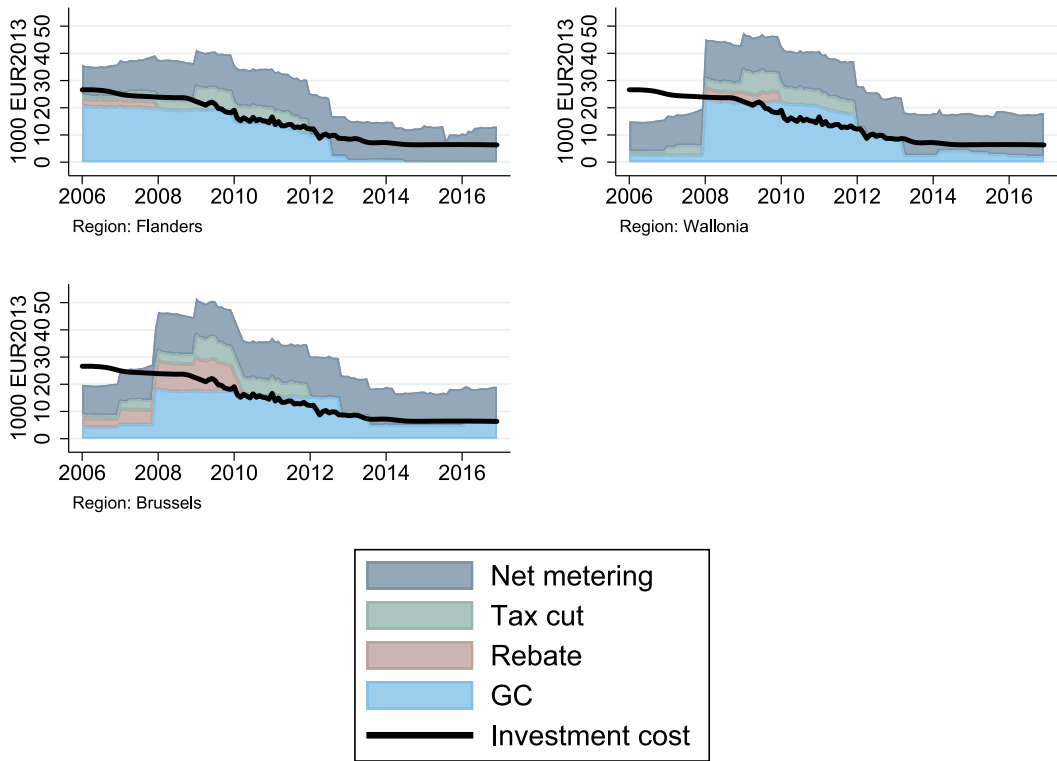 1000 EUR2013
0 10 20 30 40 50
2006 2008 2010 2012 2014 2016
Region: Flanders
1000 EUR2013
0 10 20 30 40 50
2006 2008 2010 2012 2014 2016
Region: Wallonia
1000 EUR2013
0 10 20 30 40 50
2006 2008 2010 2012 2014 2016
Region: Brussels
Net metering
Tax cut
Rebate
GC
Investment cost